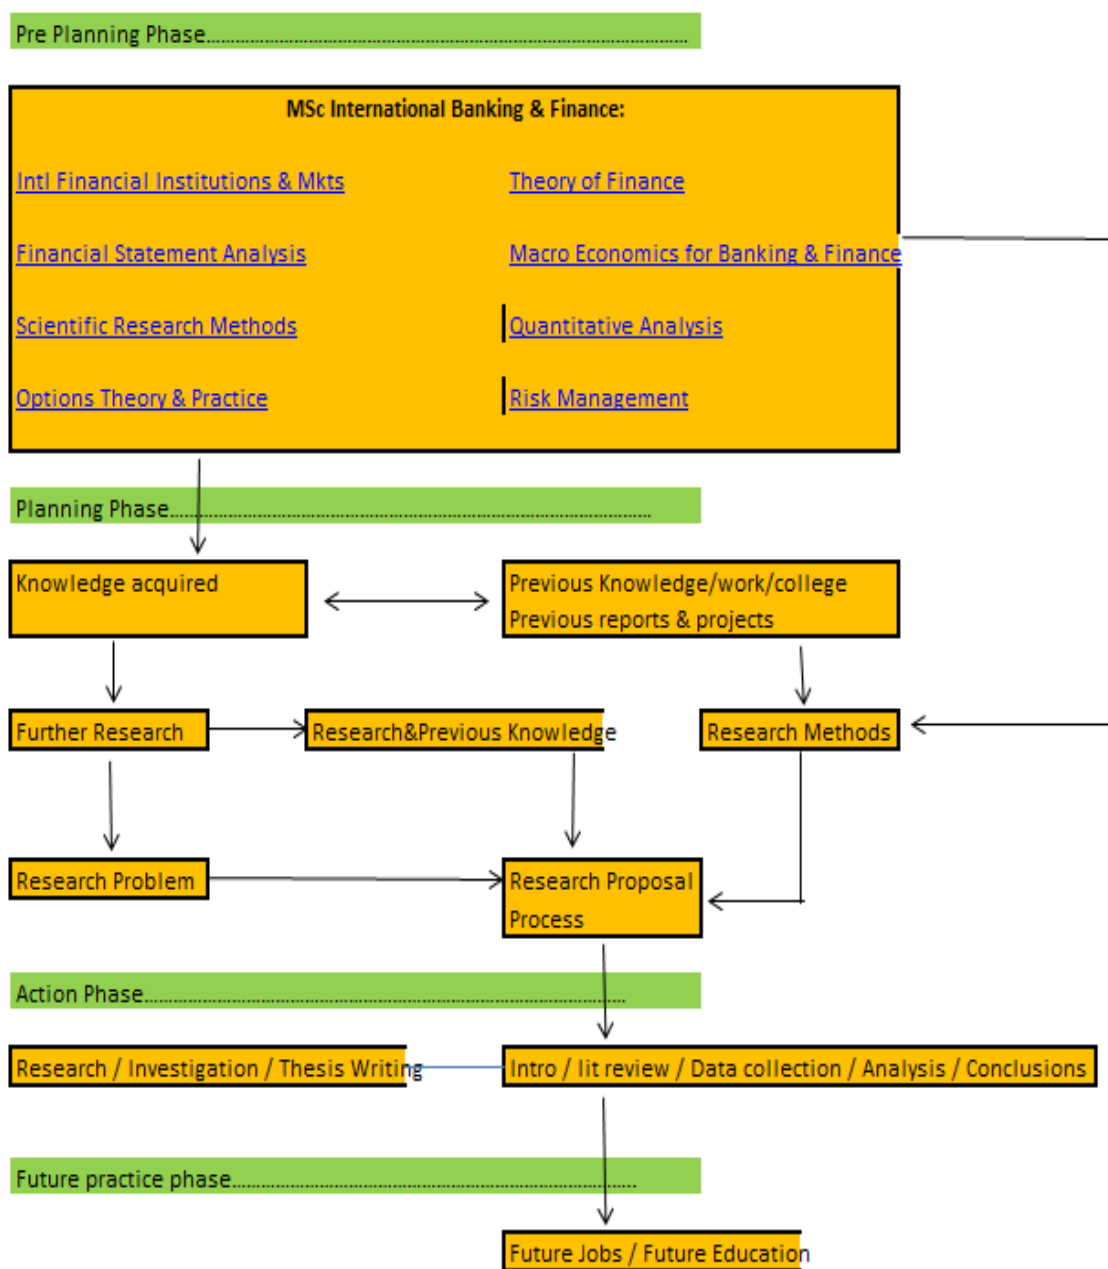 Pre Planning Phase........................................................................................................
MSc International Banking & Finance:
Intl Financial Institutions & Mkts
Theory of Finance
Financial Statement Analysis
Macro Economics for Banking & Finance
Scientific Research Methods
Quantitative Analysis
Options Theory & Practice
Risk Management
Planning Phase........................................................................................................
Knowledge acquired
Previous Knowledge/work/college
Previous reports & projects
Further Research
Research&Previous Knowledge
Research Methods
Research Problem
Research Proposal
Process
Action Phase........................................................................................................
Research / Investigation / Thesis Writing
Intro / lit review / Data collection / Analysis / Conclusions
Future practice phase........................................................................................
Future Jobs / Future Education